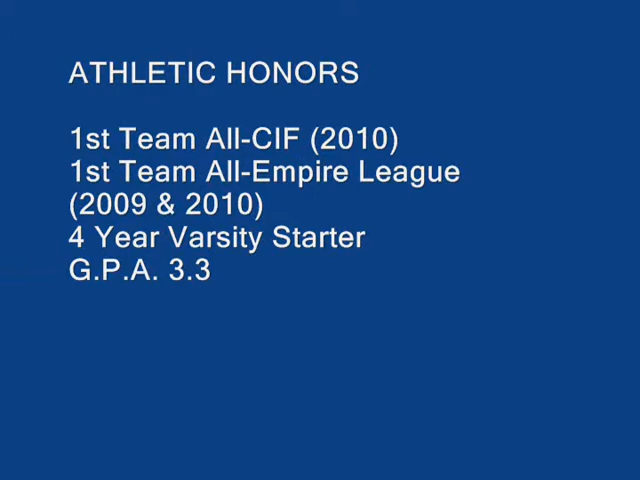 ATHLETIC HONORS
1st Team All-CIF (2010)
1st Team All-Empire League
(2009 & 2010)
4 Year Varsity Starter
G.P.A. 3.3